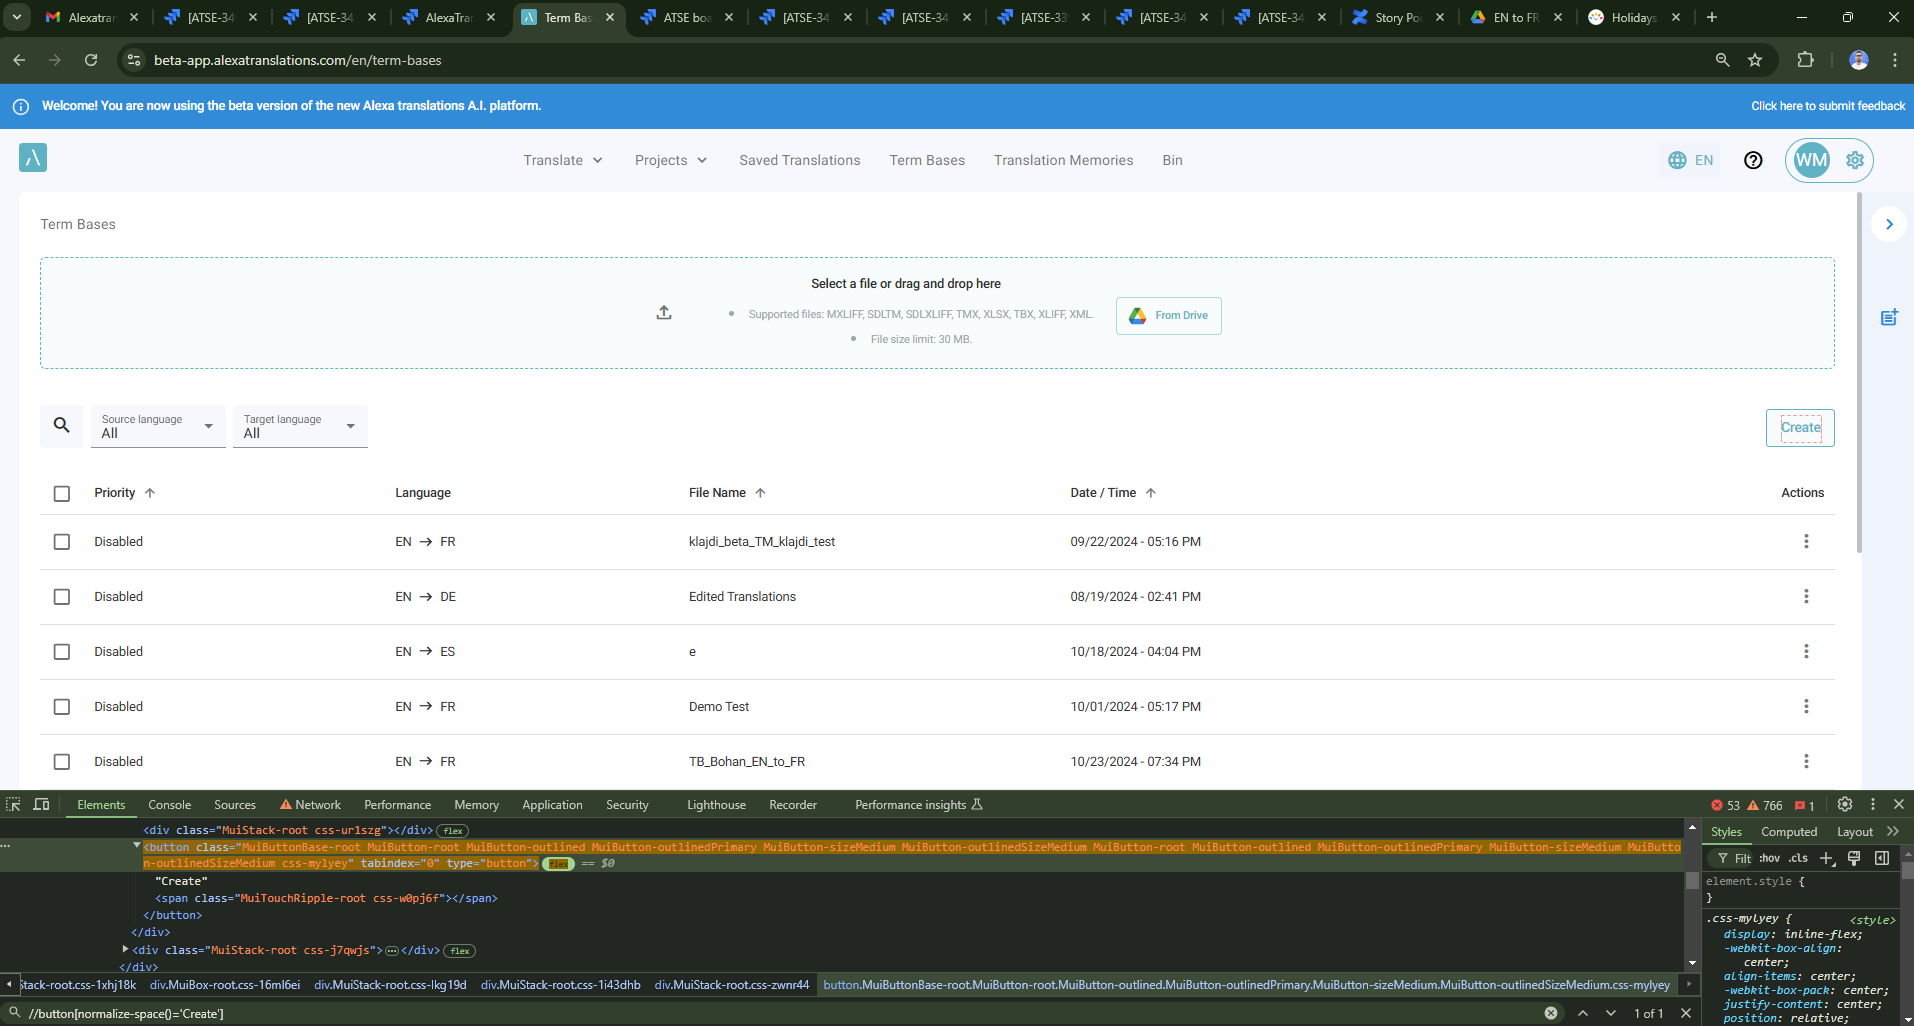 Alexatran
[ATSE-34
[ATSE-34
AlexaTran
Term Bas
ATSE boa
[ATSE-34
[ATSE-34
[ATSE-33
[ATSE-34
[ATSE-34
Story Poi
EN to FR
Holidays
beta-app.alexatranslations.com/en/term-bases
Welcome! You are now using the beta version of the new Alexa translations A.I. platform.
Click here to submit feedback
Translate
Projects
Saved Translations
Term Bases
Translation Memories
Bin
EN
WM
Term Bases
Select a file or drag and drop here
• Supported files: MXLIFF, SDLTM, SDLXLIFF, TMX, XLSX, TBX, XLIFF, XML.
• File size limit: 30 MB.
From Drive
Source language
All
Target language
All
Create
Priority Language File Name Date / Time Actions
Disabled EN → FR klajdi_beta_TM_klajdi_test 09/22/2024 - 05:16 PM
Disabled EN → DE Edited Translations 08/19/2024 - 02:41 PM
Disabled EN → ES e 10/18/2024 - 04:04 PM
Disabled EN → FR Demo Test 10/01/2024 - 05:17 PM
Disabled EN → FR TB_Bohan_EN_to_FR 10/23/2024 - 07:34 PM
Elements Console Sources Network Performance Memory Application Security Lighthouse Recorder Performance insights 53 766 1
<div class="MuiStack-root css-ur1szg"></div> flex
<button class="MuiButtonBase-root MuiButton-root MuiButton-outlined MuiButton-outlinedPrimary MuiButton-sizeMedium MuiButton-outlinedSizeMedium MuiButton-root MuiButton-outlined MuiButton-outlinedPrimary MuiButton-sizeMedium MuiButto
n-outlinedSizeMedium css-mylyey" tabindex="0" type="button"> flex == $0
"Create"
<span class="MuiTouchRipple-root css-w0pj6f"></span>
</button>
</div>
<div class="MuiStack-root css-j7qwjs">…</div> flex
</div>
Stack-root.css-1xhj18k div.MuiBox-root.css-16ml6ei div.MuiStack-root.css-lkg19d div.MuiStack-root.css-1i43dhb div.MuiStack-root.css-zwnr44 button.MuiButtonBase-root.MuiButton-root.MuiButton-outlined.MuiButton-outlinedPrimary.MuiButton-sizeMedium.MuiButton-outlinedSizeMedium.css-mylyey
//button[normalize-space()='Create']
1 of 1
Styles Computed Layout
Filt :hov .cls
element.style {
}
.css-mylyey { <style>
display: inline-flex;
-webkit-box-align:
center;
align-items: center;
-webkit-box-pack: center;
justify-content: center;
position: relative;